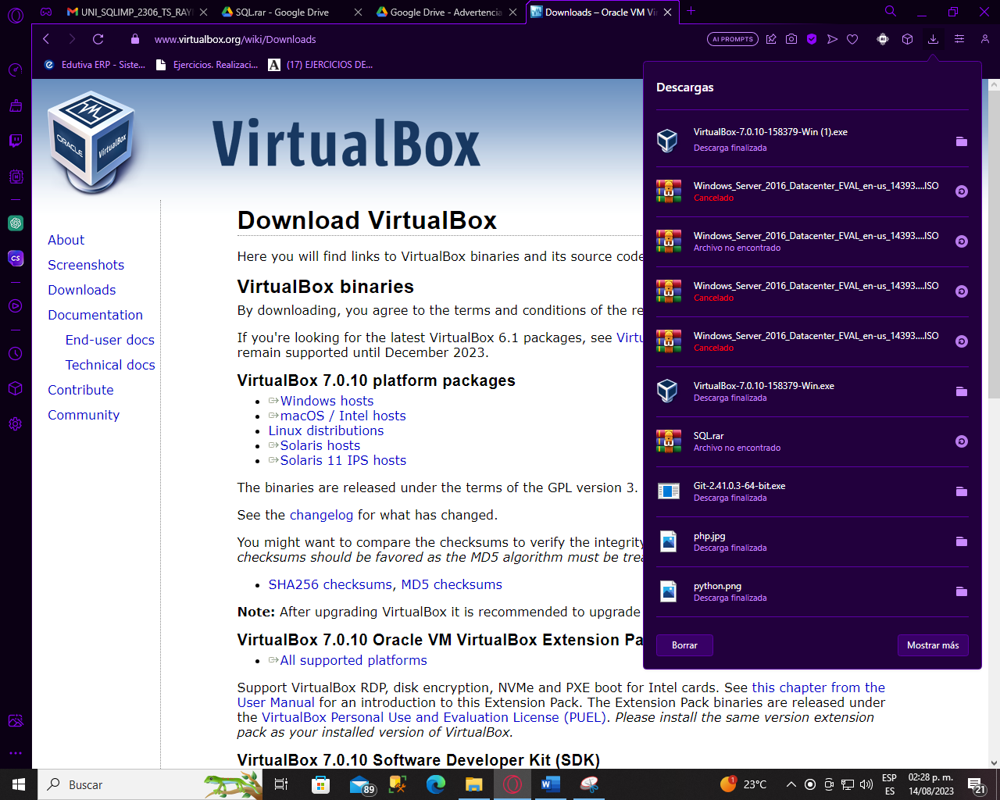 UNI_SQLIMP_2306_TS_RAY
SQL.rar - Google Drive
Google Drive - Advertencia
Downloads – Oracle VM Vi
www.virtualbox.org/wiki/Downloads
AI PROMPTS
Edutiva ERP - Siste...
Ejercicios. Realizaci...
(17) EJERCICIOS DE...
ORACLE
VirtualBox
VirtualBox
About
Screenshots
Downloads
Documentation
End-user docs
Technical docs
Contribute
Community
Download VirtualBox
Here you will find links to VirtualBox binaries and its source code
VirtualBox binaries
By downloading, you agree to the terms and conditions of the re
If you're looking for the latest VirtualBox 6.1 packages, see Virtu
remain supported until December 2023.
VirtualBox 7.0.10 platform packages
Windows hosts
macOS / Intel hosts
Linux distributions
Solaris hosts
Solaris 11 IPS hosts
The binaries are released under the terms of the GPL version 3.
See the changelog for what has changed.
You might want to compare the checksums to verify the integrity
checksums should be favored as the MD5 algorithm must be trea
SHA256 checksums, MD5 checksums
Note: After upgrading VirtualBox it is recommended to upgrade
VirtualBox 7.0.10 Oracle VM VirtualBox Extension Pa
All supported platforms
Support VirtualBox RDP, disk encryption, NVMe and PXE boot for Intel cards. See this chapter from the
User Manual for an introduction to this Extension Pack. The Extension Pack binaries are released under
the VirtualBox Personal Use and Evaluation License (PUEL). Please install the same version extension
pack as your installed version of VirtualBox.
VirtualBox 7.0.10 Software Developer Kit (SDK)
Descargas
VirtualBox-7.0.10-158379-Win (1).exe
Descarga finalizada
Windows_Server_2016_Datacenter_EVAL_en-us_14393....ISO
Cancelado
Windows_Server_2016_Datacenter_EVAL_en-us_14393....ISO
Archivo no encontrado
Windows_Server_2016_Datacenter_EVAL_en-us_14393....ISO
Cancelado
Windows_Server_2016_Datacenter_EVAL_en-us_14393....ISO
Cancelado
VirtualBox-7.0.10-158379-Win.exe
Descarga finalizada
SQL.rar
Archivo no encontrado
Git-2.41.0.3-64-bit.exe
Descarga finalizada
php.jpg
Descarga finalizada
python.png
Descarga finalizada
Borrar
Mostrar más
CS
Buscar
89
1
23°C
ESP
ES
02:28 p. m.
14/08/2023
21